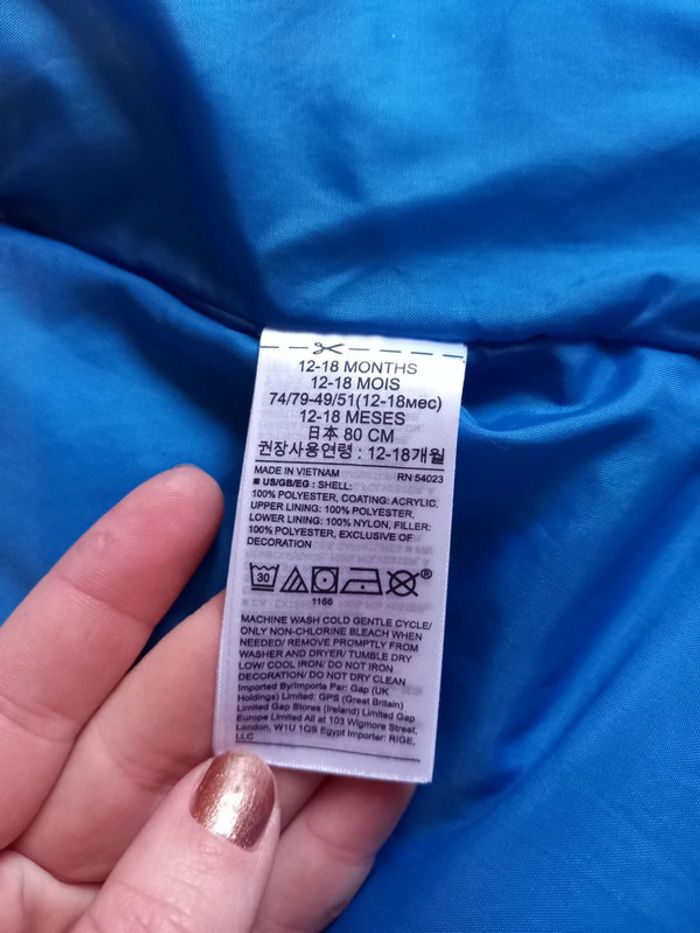 12-18 MONTHS
12-18 MOIS
74/79-49/51(12-18мес)
12-18 MESES
日本 80 CM
권장사용연령 : 12-18개월
MADE IN VIETNAM RN 54023
■ US/GB/EG : SHELL:
100% POLYESTER, COATING: ACRYLIC,
UPPER LINING: 100% POLYESTER,
LOWER LINING: 100% NYLON, FILLER:
100% POLYESTER, EXCLUSIVE OF
DECORATION
30 ®
1166
MACHINE WASH COLD GENTLE CYCLE/
ONLY NON-CHLORINE BLEACH WHEN
NEEDED/ REMOVE PROMPTLY FROM
WASHER AND DRYER/ TUMBLE DRY
LOW/ COOL IRON/ DO NOT IRON
DECORATION/ DO NOT DRY CLEAN
Imported By/Importe Par: Gap (UK
Holdings) Limited: GPS (Great Britain)
Limited Gap Stores (Ireland) Limited Gap
Europe Limited All at 103 Wigmore Street,
London, W1U 1QS Egypt Importer: RIGE,
LLC